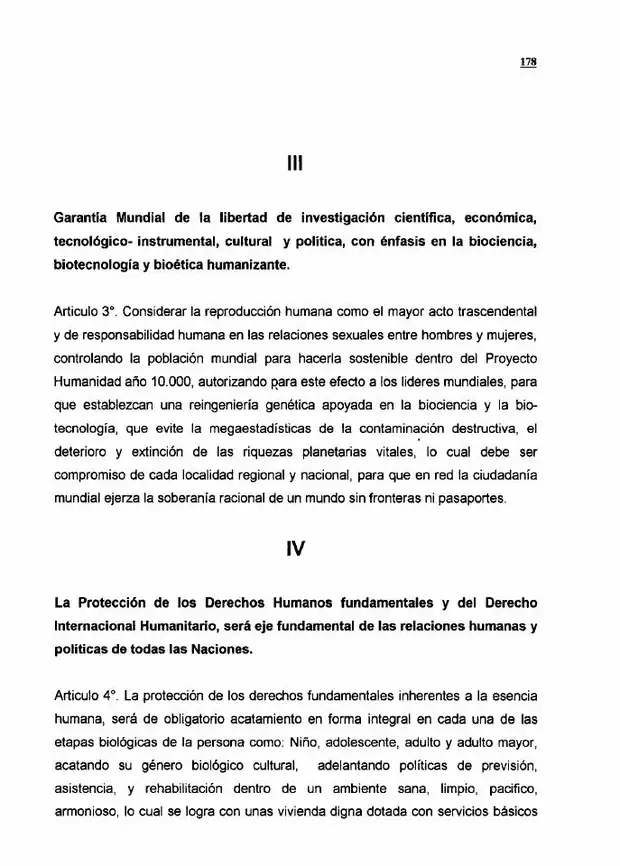 178
III
Garantía Mundial de la libertad de investigación científica, económica,
tecnológico- instrumental, cultural y politica, con énfasis en la biociencia,
biotecnología y bioética humanizante.
Articulo 3°. Considerar la reproducción humana como el mayor acto trascendental
y de responsabilidad humana en las relaciones sexuales entre hombres y mujeres,
controlando la población mundial para hacerla sostenible dentro del Proyecto
Humanidad año 10.000, autorizando para este efecto a los lideres mundiales, para
que establezcan una reingeniería genética apoyada en la biociencia y la bio-
tecnología, que evite la megaestadísticas de la contaminación destructiva, el
deterioro y extinción de las riquezas planetarias vitales, lo cual debe ser
compromiso de cada localidad regional y nacional, para que en red la ciudadanía
mundial ejerza la soberanía racional de un mundo sin fronteras ni pasaportes.
IV
La Protección de los Derechos Humanos fundamentales y del Derecho
Internacional Humanitario, será eje fundamental de las relaciones humanas y
políticas de todas las Naciones.
Articulo 4°. La protección de los derechos fundamentales inherentes a la esencia
humana, será de obligatorio acatamiento en forma integral en cada una de las
etapas biológicas de la persona como: Niño, adolescente, adulto y adulto mayor,
acatando su género biológico cultural, adelantando políticas de previsión,
asistencia, y rehabilitación dentro de un ambiente sana, limpio, pacifico,
armonioso, lo cual se logra con unas vivienda digna dotada con servicios básicos